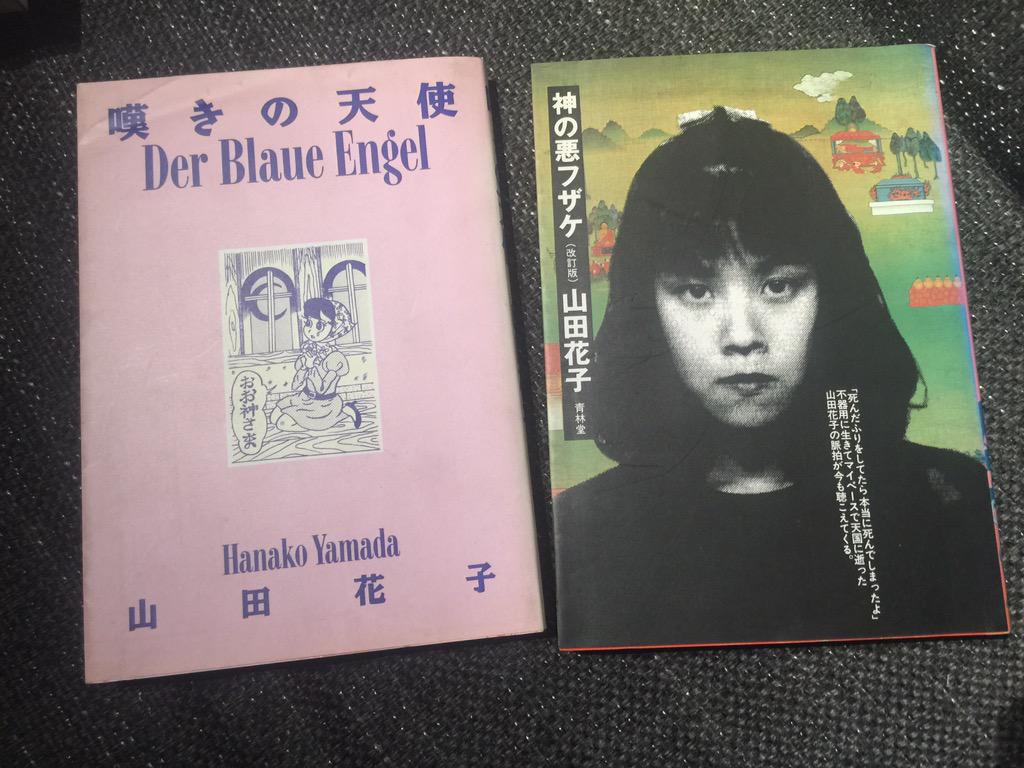 嘆きの天使
Der Blaue Engel
おお神さま
Hanako Yamada
山田花子
神の悪フザケ（改訂版）山田花子 青林堂
「死んだふりをしてたら本当に死んでしまったよ」
不器用に生きてマイペースで天国に逝った
山田花子の脈拍が今も聴こえてくる。